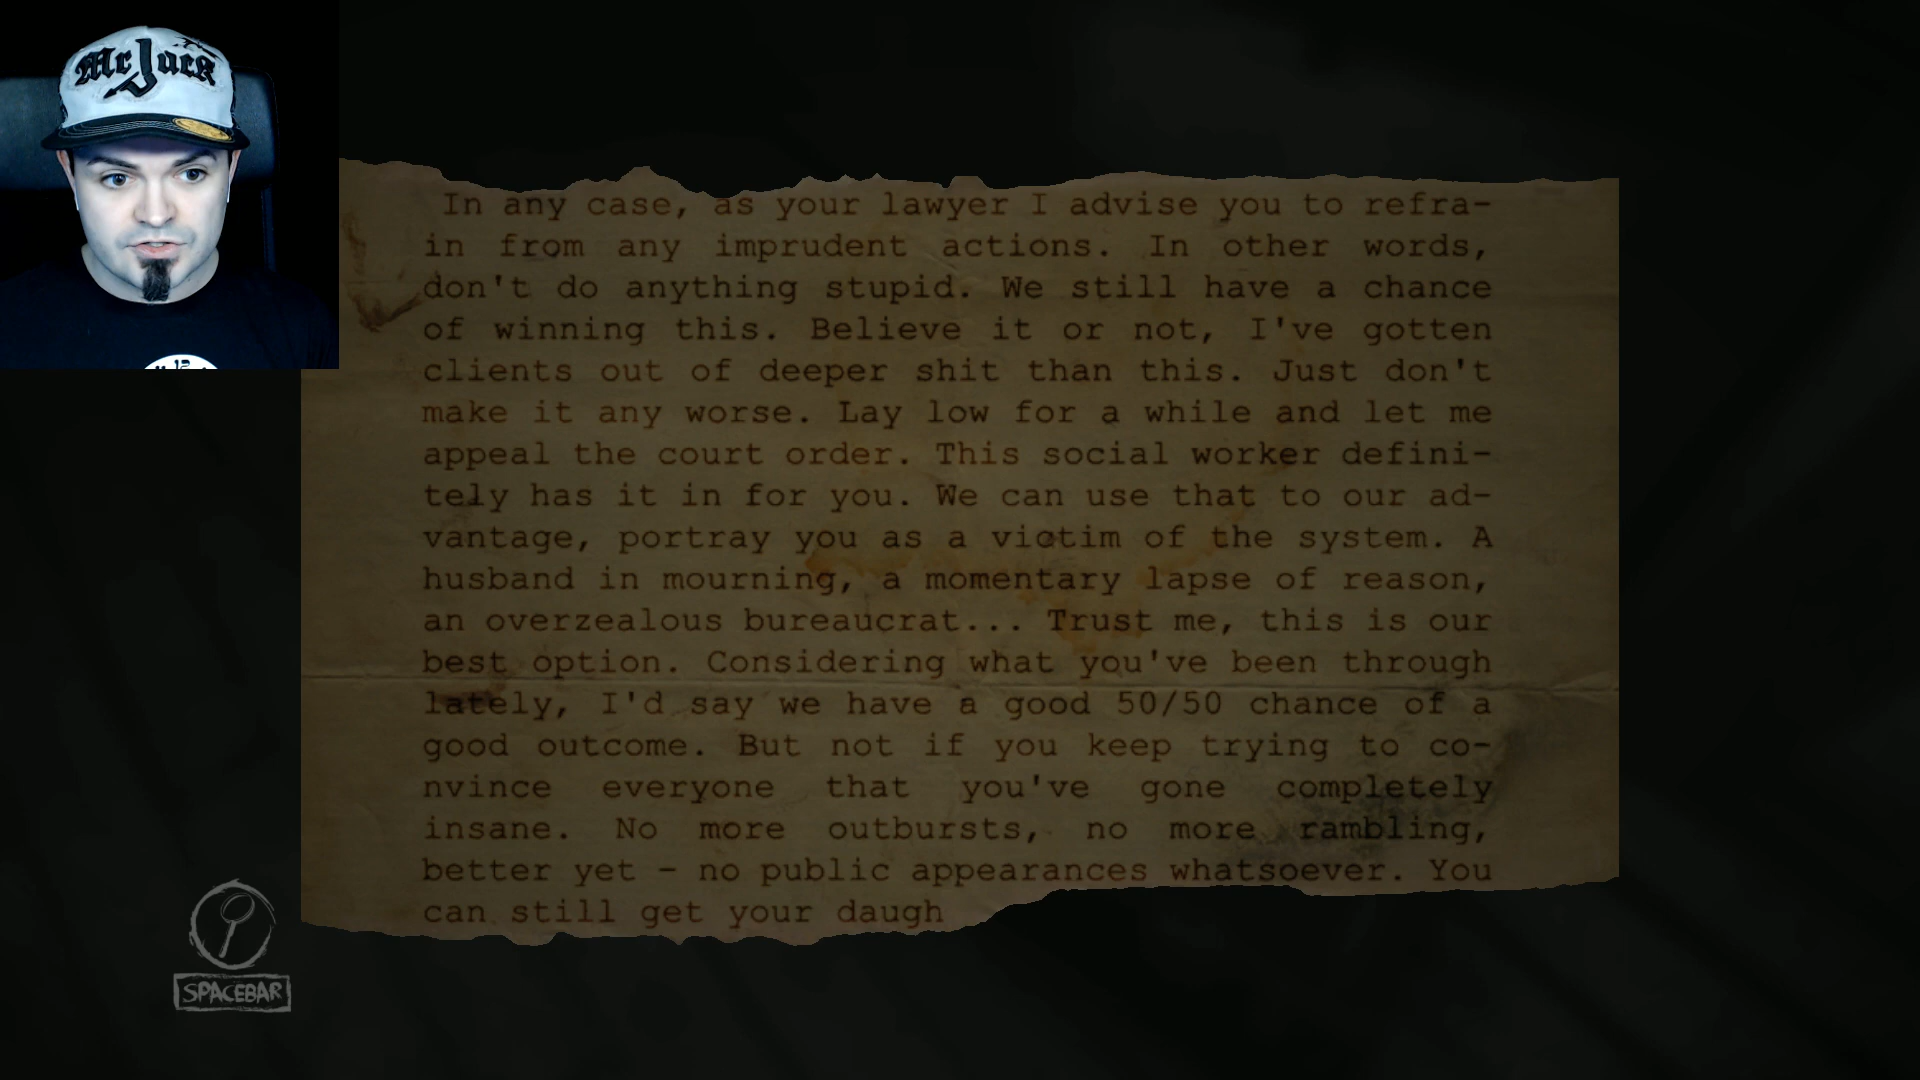 Mr Jack
In any case, as your lawyer I advise you to refra-
in from any imprudent actions. In other words,
don't do anything stupid. We still have a chance
of winning this. Believe it or not, I've gotten
clients out of deeper shit than this. Just don't
make it any worse. Lay low for a while and let me
appeal the court order. This social worker defini-
tely has it in for you. We can use that to our ad-
vantage, portray you as a victim of the system. A
husband in mourning, a momentary lapse of reason,
an overzealous bureaucrat... Trust me, this is our
best option. Considering what you've been through
lately, I'd say we have a good 50/50 chance of a
good outcome. But not if you keep trying to co-
nvince everyone that you've gone completely
insane. No more outbursts, no more rambling,
better yet - no public appearances whatsoever. You
can still get your daugh
SPACEBAR